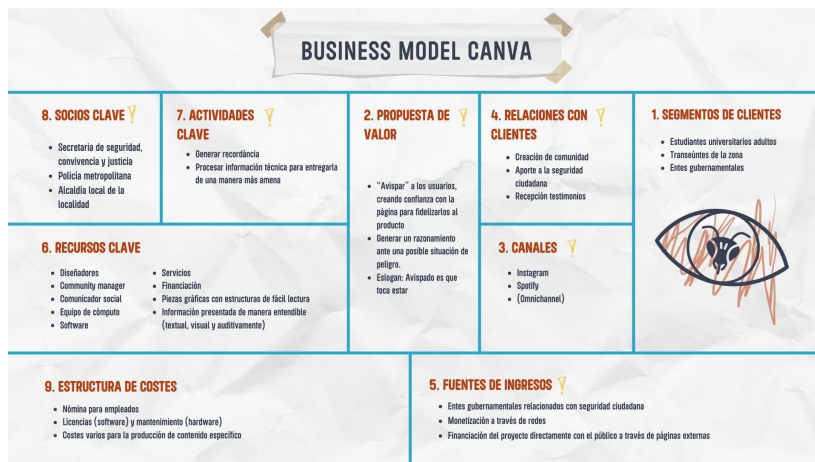 BUSINESS MODEL CANVA
8. SOCIOS CLAVE
Secretaria de seguridad,
convivencia y justicia
Policía metropolitana
Alcaldía local de la
localidad
7. ACTIVIDADES
CLAVE
Generar recordáncia
Procesar información técnica para entregarla
de una manera más amena
2. PROPUESTA DE
VALOR
"Avispar" a los usuarios,
creando confianza con la
página para fidelizarlos al
producto
Generar un razonamiento
ante una posible situación de
peligro.
Eslogan: Avispado es que
toca estar
4. RELACIONES CON
CLIENTES
Creación de comunidad
Aporte a la seguridad
ciudadana
Recepción testimonios
1. SEGMENTOS DE CLIENTES
Estudiantes universitarios adultos
Transeúntes de la zona
Entes gubernamentales
6. RECURSOS CLAVE
Diseñadores
Community manager
Comunicador social
Equipo de cómputo
Software
Servicios
Financiación
Piezas gráficas con estructuras de fácil lectura
Información presentada de manera entendible
(textual, visual y auditivamente)
3. CANALES
Instagram
Spotify
(Omnichannel)
9. ESTRUCTURA DE COSTES
Nómina para empleados
Licencias (software) y mantenimiento (hardware)
Costes varios para la producción de contenido específico
5. FUENTES DE INGRESOS
Entes gubernamentales relacionados con seguridad ciudadana
Monetización a través de redes
Financiación del proyecto directamente con el público a través de páginas externas